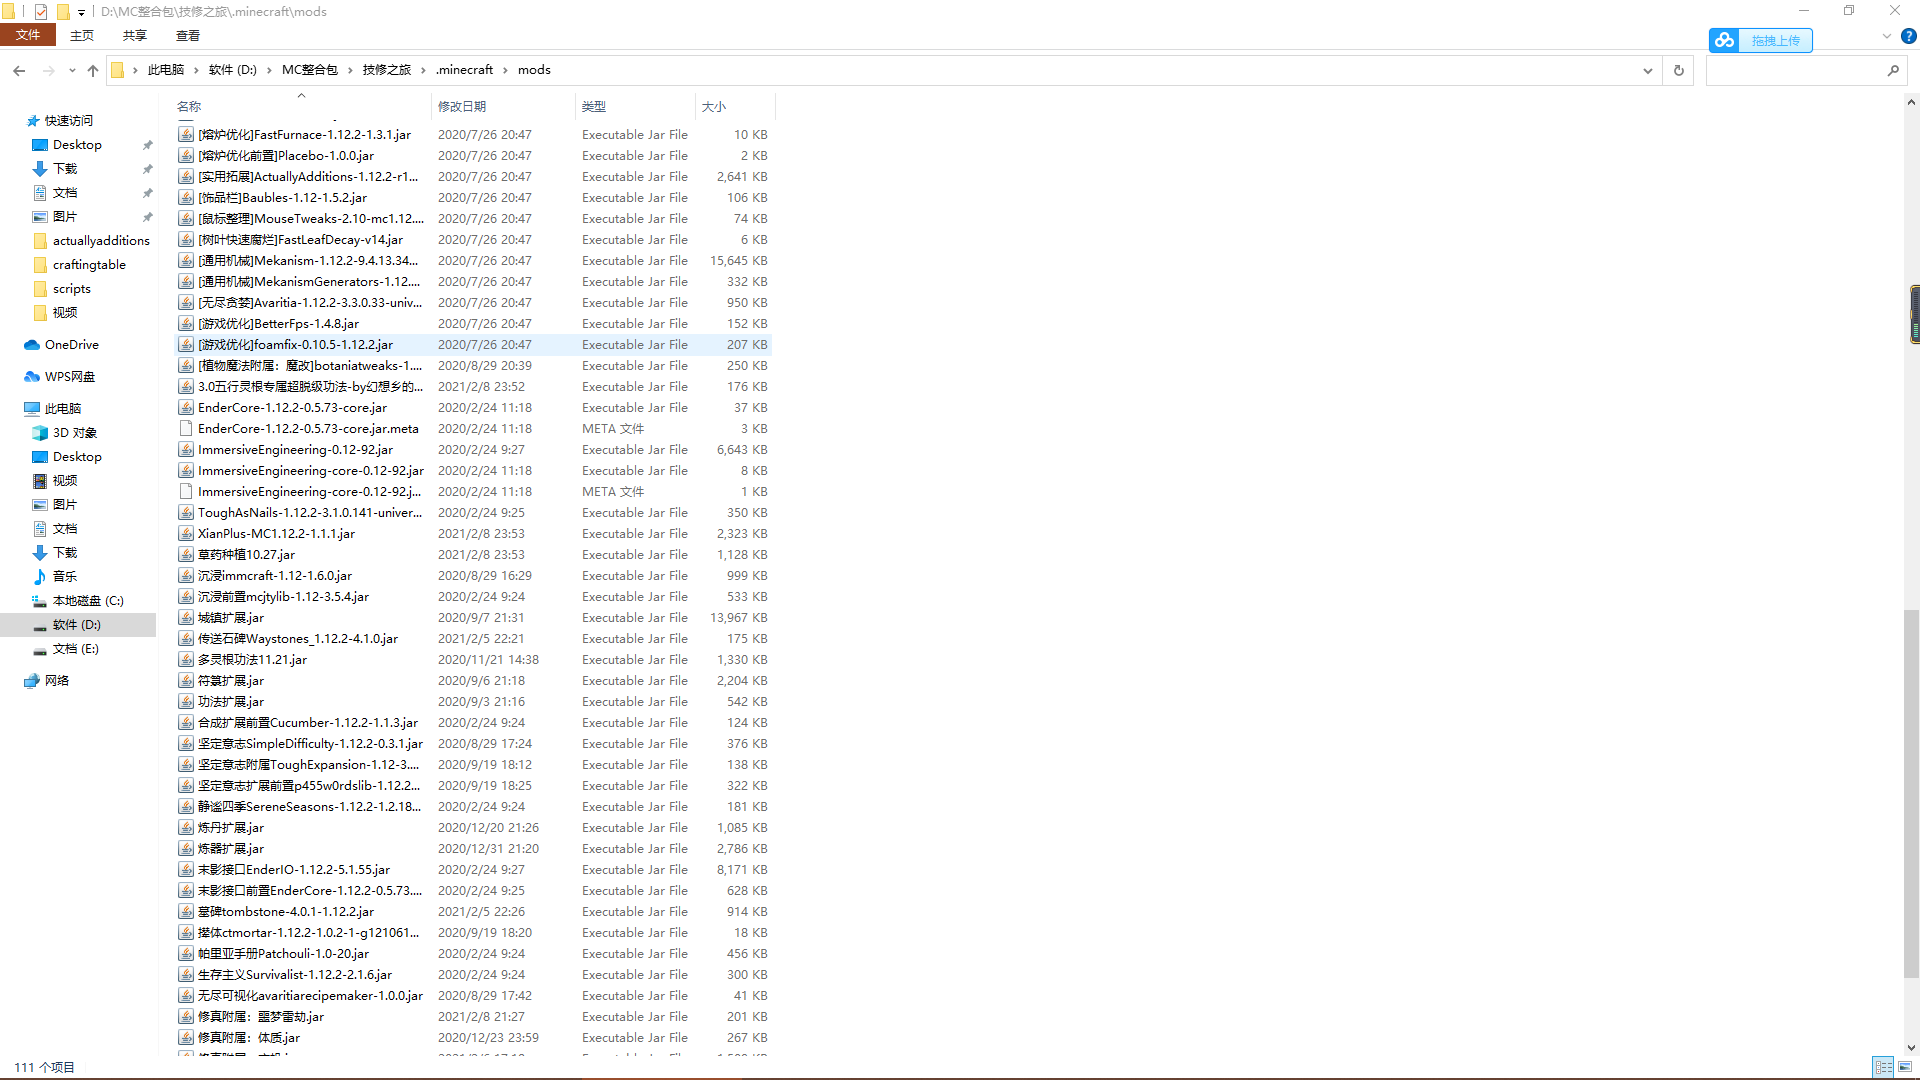 D:\MC整合包\技修之旅\.minecraft\mods
文件 主页 共享 查看
拖拽上传
此电脑 软件 (D:) MC整合包 技修之旅 .minecraft mods
名称 修改日期 类型 大小
快速访问
Desktop
下载
文档
图片
actuallyadditions
craftingtable
scripts
视频
OneDrive
WPS网盘
此电脑
3D 对象
Desktop
视频
图片
文档
下载
音乐
本地磁盘 (C:)
软件 (D:)
文档 (E:)
网络
[熔炉优化]FastFurnace-1.12.2-1.3.1.jar 2020/7/26 20:47 Executable Jar File 10 KB
[熔炉优化前置]Placebo-1.0.0.jar 2020/7/26 20:47 Executable Jar File 2 KB
[实用拓展]ActuallyAdditions-1.12.2-r1... 2020/7/26 20:47 Executable Jar File 2,641 KB
[饰品栏]Baubles-1.12-1.5.2.jar 2020/7/26 20:47 Executable Jar File 106 KB
[鼠标整理]MouseTweaks-2.10-mc1.12.... 2020/7/26 20:47 Executable Jar File 74 KB
[树叶快速腐烂]FastLeafDecay-v14.jar 2020/7/26 20:47 Executable Jar File 6 KB
[通用机械]Mekanism-1.12.2-9.4.13.34... 2020/7/26 20:47 Executable Jar File 15,645 KB
[通用机械]MekanismGenerators-1.12.... 2020/7/26 20:47 Executable Jar File 332 KB
[无尽贪婪]Avaritia-1.12.2-3.3.0.33-univ... 2020/7/26 20:47 Executable Jar File 950 KB
[游戏优化]BetterFps-1.4.8.jar 2020/7/26 20:47 Executable Jar File 152 KB
[游戏优化]foamfix-0.10.5-1.12.2.jar 2020/7/26 20:47 Executable Jar File 207 KB
[植物魔法附属：魔改]botaniatweaks-1.... 2020/8/29 20:39 Executable Jar File 250 KB
3.0五行灵根专属超脱级功法-by幻想乡的... 2021/2/8 23:52 Executable Jar File 176 KB
EnderCore-1.12.2-0.5.73-core.jar 2020/2/24 11:18 Executable Jar File 37 KB
EnderCore-1.12.2-0.5.73-core.jar.meta 2020/2/24 11:18 META 文件 3 KB
ImmersiveEngineering-0.12-92.jar 2020/2/24 9:27 Executable Jar File 6,643 KB
ImmersiveEngineering-core-0.12-92.jar 2020/2/24 11:18 Executable Jar File 8 KB
ImmersiveEngineering-core-0.12-92.j... 2020/2/24 11:18 META 文件 1 KB
ToughAsNails-1.12.2-3.1.0.141-univer... 2020/2/24 9:25 Executable Jar File 350 KB
XianPlus-MC1.12.2-1.1.1.jar 2021/2/8 23:53 Executable Jar File 2,323 KB
草药种植10.27.jar 2021/2/8 23:53 Executable Jar File 1,128 KB
沉浸immcraft-1.12-1.6.0.jar 2020/8/29 16:29 Executable Jar File 999 KB
沉浸前置mcjtylib-1.12-3.5.4.jar 2020/2/24 9:24 Executable Jar File 533 KB
城镇扩展.jar 2020/9/7 21:31 Executable Jar File 13,967 KB
传送石碑Waystones_1.12.2-4.1.0.jar 2021/2/5 22:21 Executable Jar File 175 KB
多灵根功法11.21.jar 2020/11/21 14:38 Executable Jar File 1,330 KB
符箓扩展.jar 2020/9/6 21:18 Executable Jar File 2,204 KB
功法扩展.jar 2020/9/3 21:16 Executable Jar File 542 KB
合成扩展前置Cucumber-1.12.2-1.1.3.jar 2020/2/24 9:24 Executable Jar File 124 KB
坚定意志SimpleDifficulty-1.12.2-0.3.1.jar 2020/8/29 17:24 Executable Jar File 376 KB
坚定意志附属ToughExpansion-1.12-3.... 2020/9/19 18:12 Executable Jar File 138 KB
坚定意志扩展前置p455w0rdslib-1.12.2... 2020/9/19 18:25 Executable Jar File 322 KB
静谧四季SereneSeasons-1.12.2-1.2.18... 2020/2/24 9:24 Executable Jar File 181 KB
炼丹扩展.jar 2020/12/20 21:26 Executable Jar File 1,085 KB
炼器扩展.jar 2020/12/31 21:20 Executable Jar File 2,786 KB
末影接口EnderIO-1.12.2-5.1.55.jar 2020/2/24 9:27 Executable Jar File 8,171 KB
末影接口前置EnderCore-1.12.2-0.5.73.... 2020/2/24 9:25 Executable Jar File 628 KB
墓碑tombstone-4.0.1-1.12.2.jar 2021/2/5 22:26 Executable Jar File 914 KB
ctmortar-1.12.2-1.0.2-1-g121061... 2020/9/19 18:20 Executable Jar File 18 KB
帕里亚手册Patchouli-1.0-20.jar 2020/2/24 9:24 Executable Jar File 456 KB
生存主义Survivalist-1.12.2-2.1.6.jar 2020/2/24 9:24 Executable Jar File 300 KB
无尽可视化avaritiarecipemaker-1.0.0.jar 2020/8/29 17:42 Executable Jar File 41 KB
修真附属：噩梦雷劫.jar 2021/2/8 21:27 Executable Jar File 201 KB
修真附属：体质.jar 2020/12/23 23:59 Executable Jar File 267 KB
111 个项目